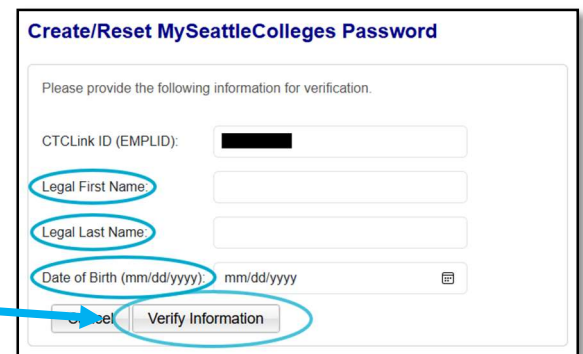 Create/Reset MySeattleColleges Password
Please provide the following information for verification.
CTCLink ID (EMPLID):
Legal First Name:
Legal Last Name:
Date of Birth (mm/dd/yyyy): mm/dd/yyyy
Cancel Verify Information